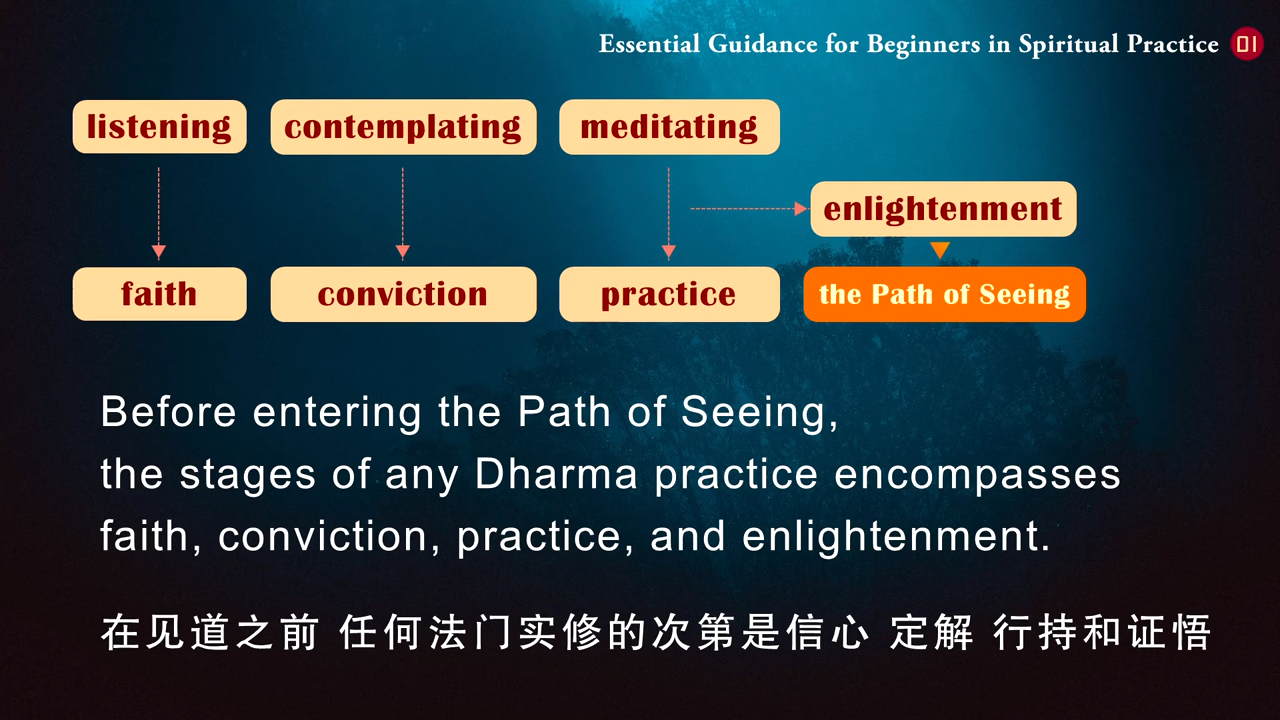 Essential Guidance for Beginners in Spiritual Practice 01
listening contemplating meditating
enlightenment
faith conviction practice the Path of Seeing
Before entering the Path of Seeing,
the stages of any Dharma practice encompasses
faith, conviction, practice, and enlightenment.
在见道之前 任何法门实修的次第是信心 定解 行持和证悟